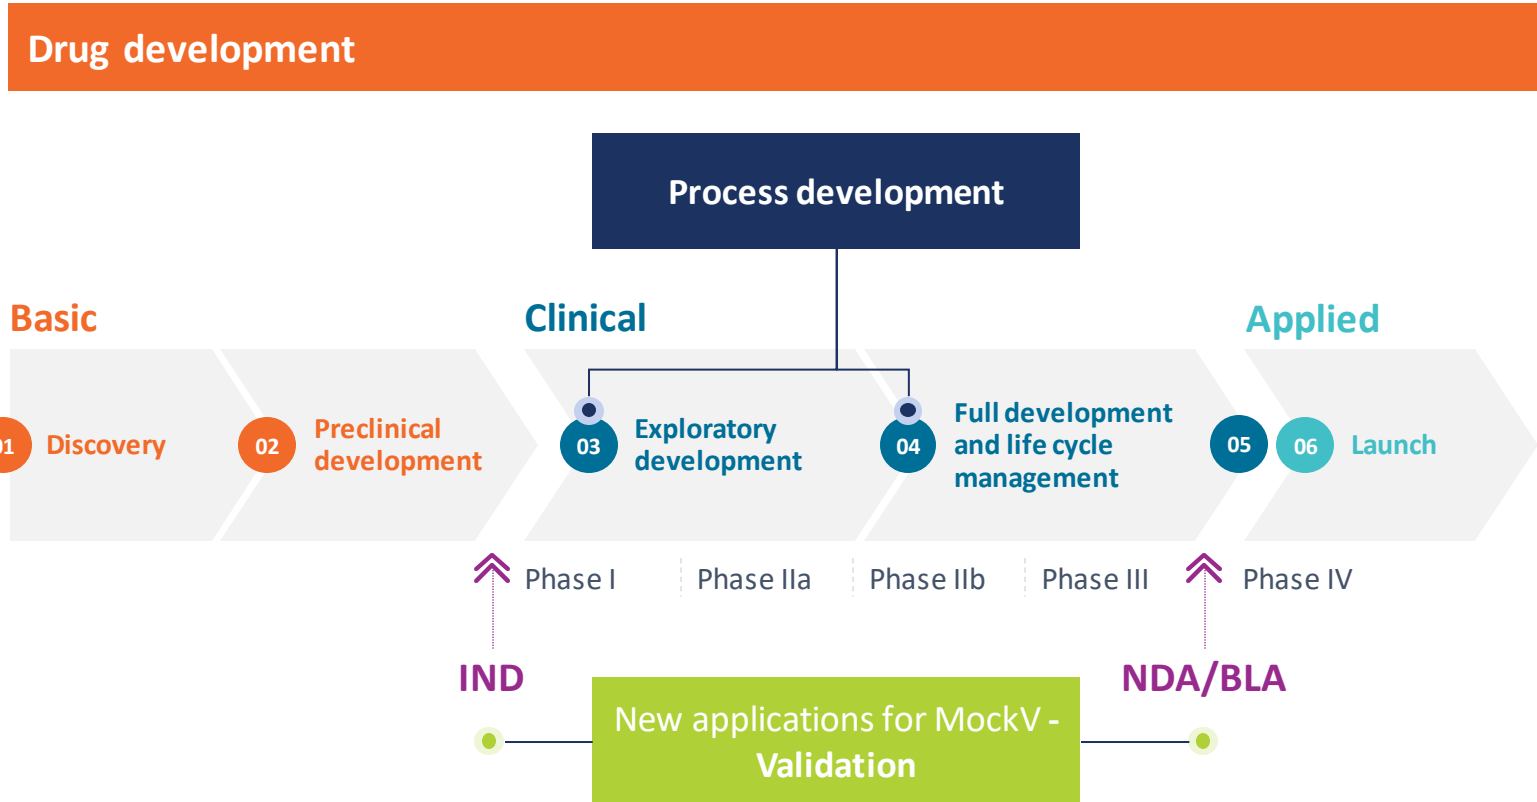 Drug development
Process development
Basic
Clinical
Applied
01
Discovery
02
Preclinical
development
03
Exploratory
development
04
Full development
and life cycle
management
05
06
Launch
Phase I
Phase IIa
Phase IIb
Phase III
Phase IV
IND
NDA/BLA
New applications for MockV -
Validation